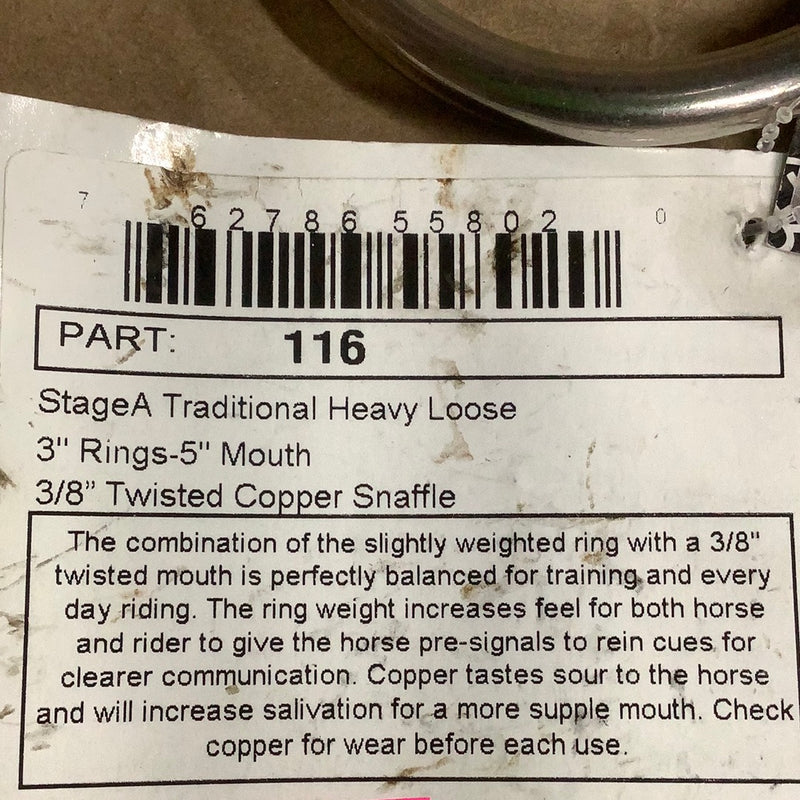 7 62786 55802 0
PART: 116
StageA Traditional Heavy Loose
3" Rings-5" Mouth
3/8” Twisted Copper Snaffle
The combination of the slightly weighted ring with a 3/8"
twisted mouth is perfectly balanced for training and every
day riding. The ring weight increases feel for both horse
and rider to give the horse pre-signals to rein cues for
clearer communication. Copper tastes sour to the horse
and will increase salivation for a more supple mouth. Check
copper for wear before each use.